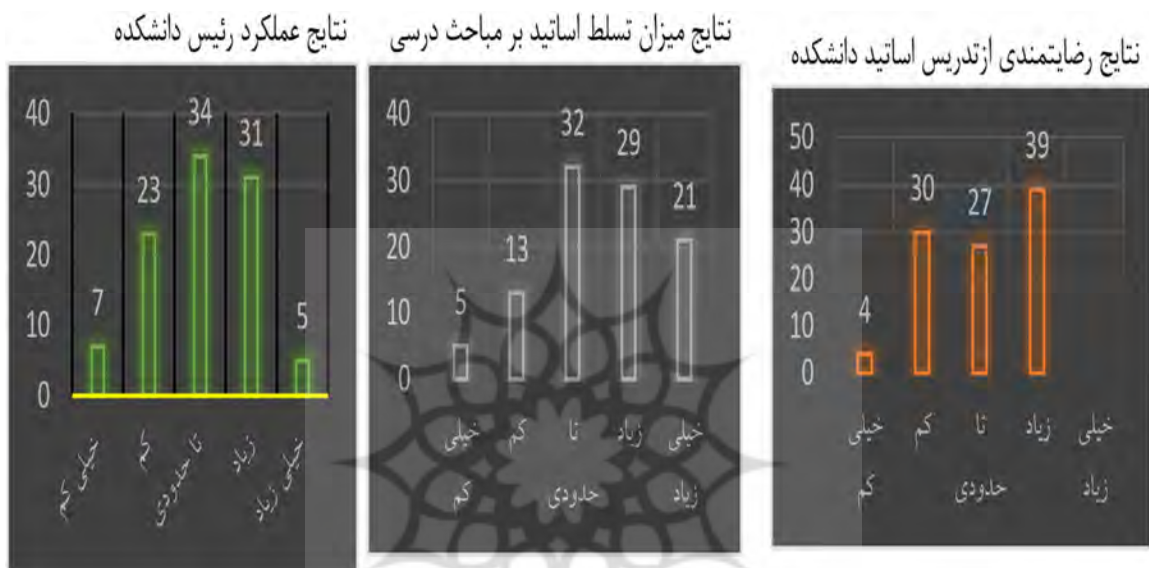 نتایج رضایتمندی ازتدریس اساتید دانشکده
50
40
30
20
10
0
4
30
27
39
خیلی کم
کم
تا حدودی
زیاد
خیلی زیاد
نتایج میزان تسلط اساتید بر مباحث درسی
40
30
20
10
0
5
13
32
29
21
خیلی کم
کم
تا حدودی
زیاد
خیلی زیاد
نتایج عملکرد رئیس دانشکده
40
30
20
10
0
7
23
34
31
5
خیلی کم
کم
تا حدودی
زیاد
خیلی زیاد